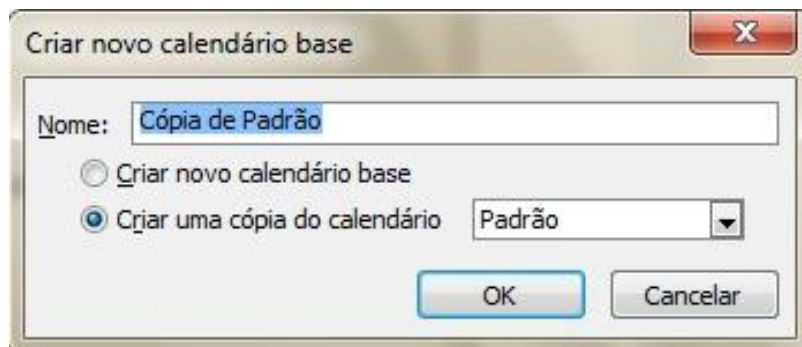 Criar novo calendário base
Nome: Cópia de Padrão
Criar novo calendário base
Criar uma cópia do calendário Padrão
OK Cancelar